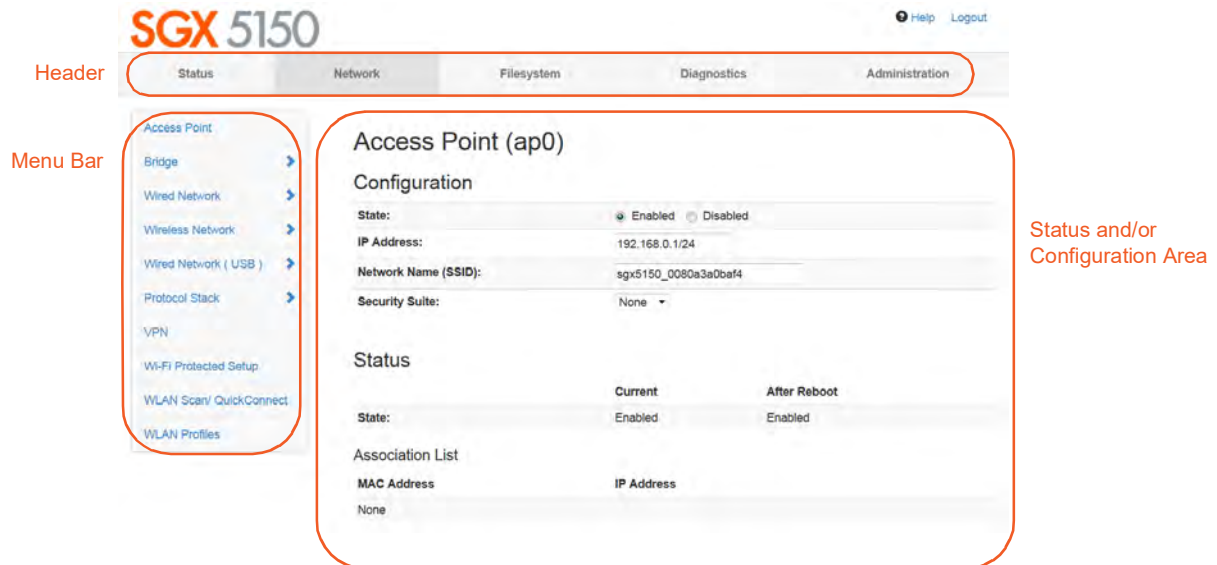 SGX 5150
Help Logout
Header
Status Network Filesystem Diagnostics Administration
Menu Bar
Access Point
Bridge
Wired Network
Wireless Network
Wired Network ( USB )
Protocol Stack
VPN
Wi-Fi Protected Setup
WLAN Scan/ QuickConnect
WLAN Profiles
Access Point (ap0)
Configuration
State: Enabled Disabled
IP Address: 192.168.0.1/24
Network Name (SSID): sgx5150_0080a3a0baf4
Security Suite: None
Status
Current After Reboot
State: Enabled Enabled
Association List
MAC Address IP Address
None
Status and/or
Configuration Area